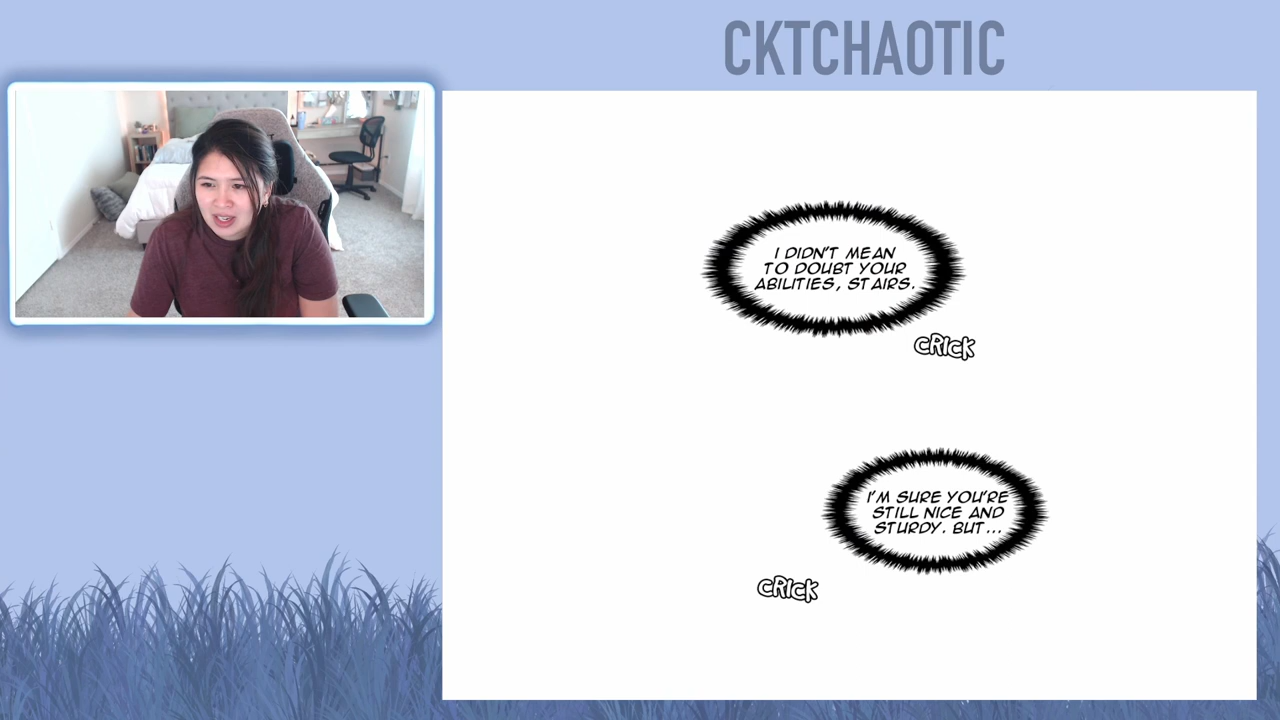 CKTCHAOTIC
I DIDN'T MEAN
TO DOUBT YOUR
ABILITIES, STAIRS.
CRICK
I'M SURE YOU'RE
STILL NICE AND
STURDY. BUT...
CRICK